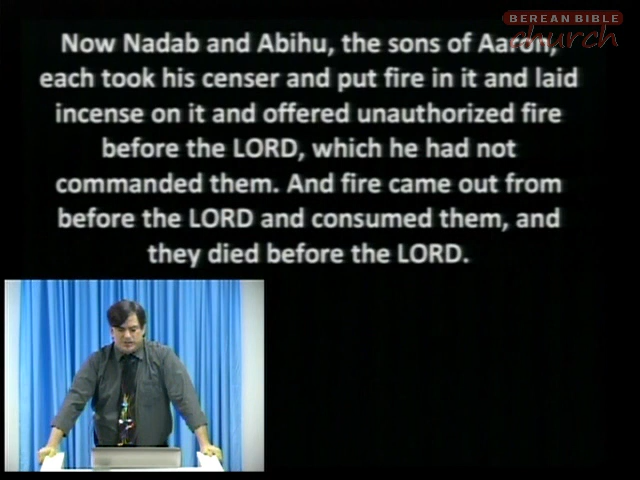 BEREAN BIBLE
church
Now Nadab and Abihu, the sons of Aaron,
each took his censer and put fire in it and laid
incense on it and offered unauthorized fire
before the LORD, which he had not
commanded them. And fire came out from
before the LORD and consumed them, and
they died before the LORD.